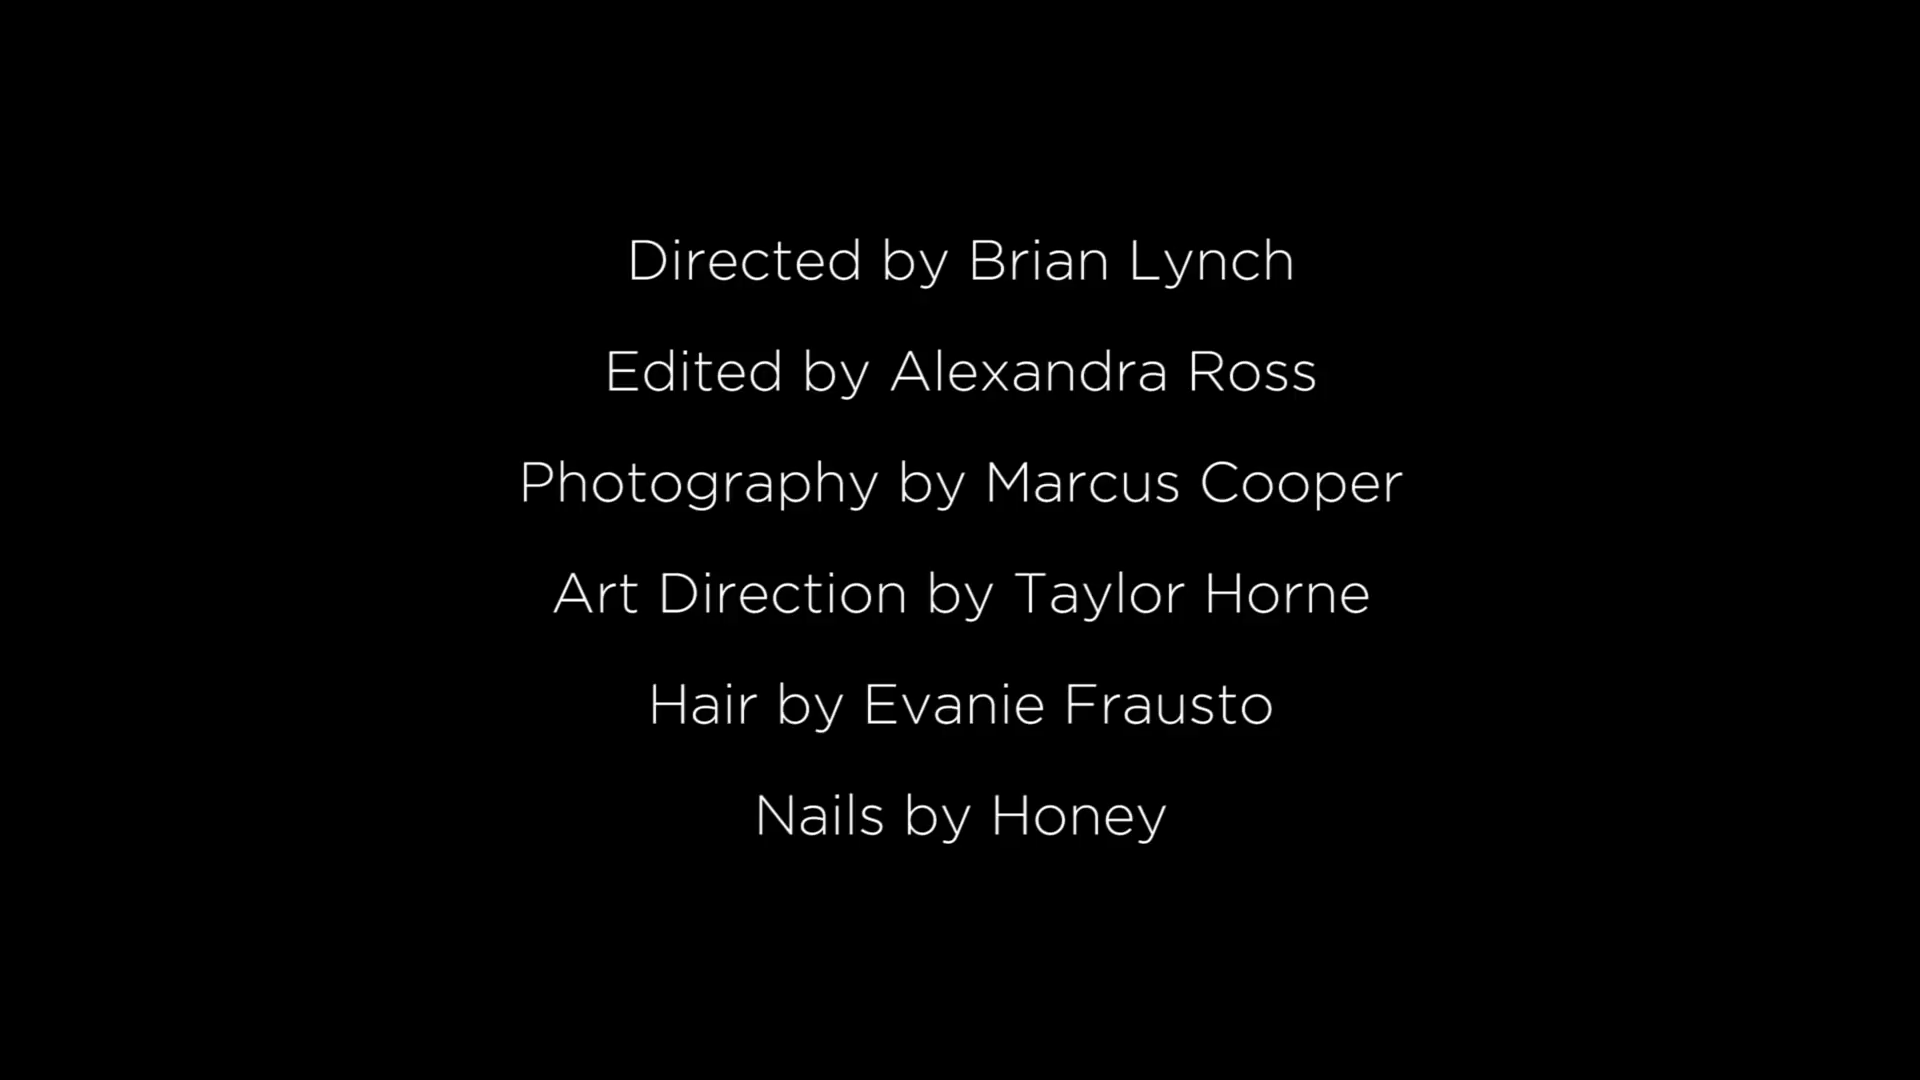 Directed by Brian Lynch
Edited by Alexandra Ross
Photography by Marcus Cooper
Art Direction by Taylor Horne
Hair by Evanie Frausto
Nails by Honey